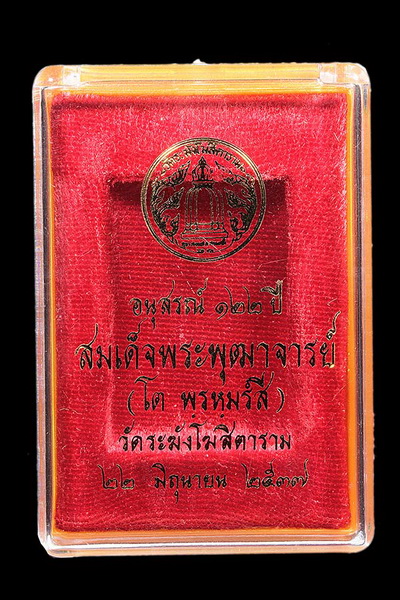 อนุสรณ์ ๑๒๒ ปี
สมเด็จพระพุฒาจารย์
(โต พรหมรํสี)
วัดระฆังโฆสิตาราม
๒๒ มิถุนายน ๒๕๓๗